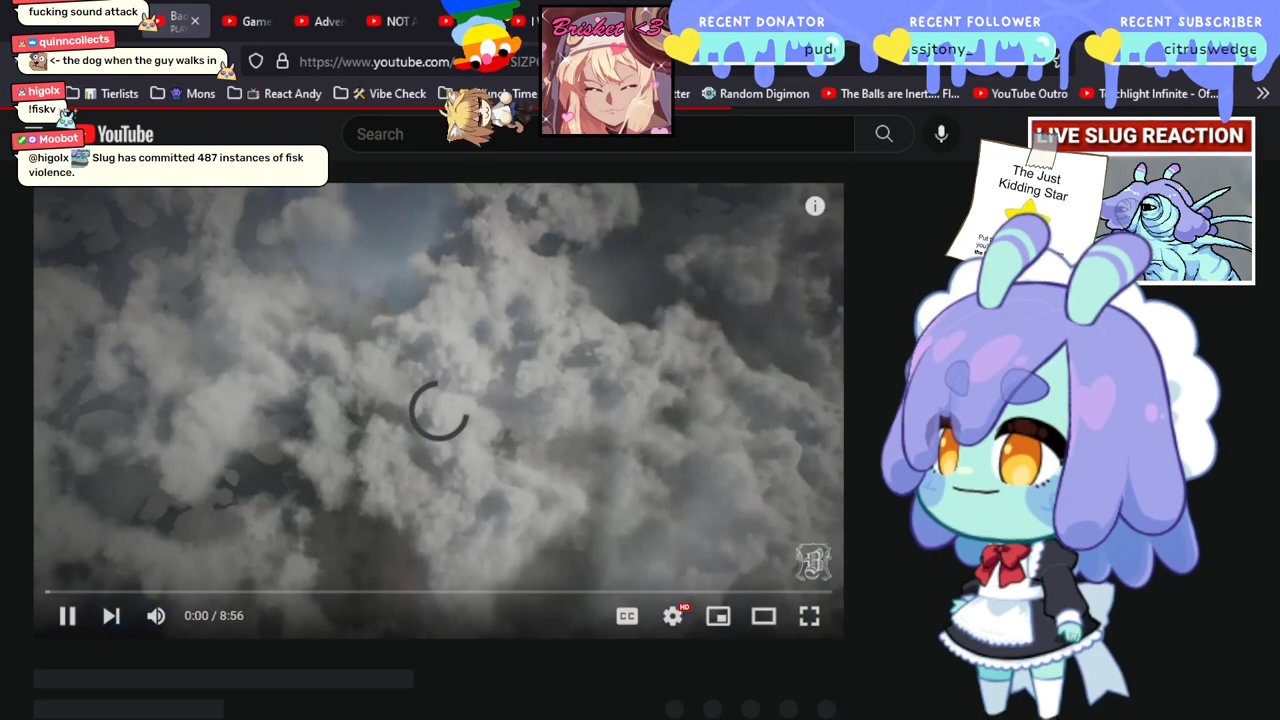 fucking sound attack
quinncollects
<- the dog when the guy walks in
higolx
!fiskv
Moobot
@higolx Slug has committed 487 instances of fisk
violence.
Game
Adver
NOT
https://www.youtube.com/
Tierlists
Mons
React Andy
Vibe Check
Time
Random Digimon
The Balls are Inert... Fl...
YouTube Outro
Torchlight Infinite - Of...
YouTube
Search
Brisket <3
RECENT DONATOR
pud
RECENT FOLLOWER
ssjtony_
RECENT SUBSCRIBER
citruswedge
LIVE SLUG REACTION
The Just
Kidding Star
B
0:00 / 8:56
CC
HD